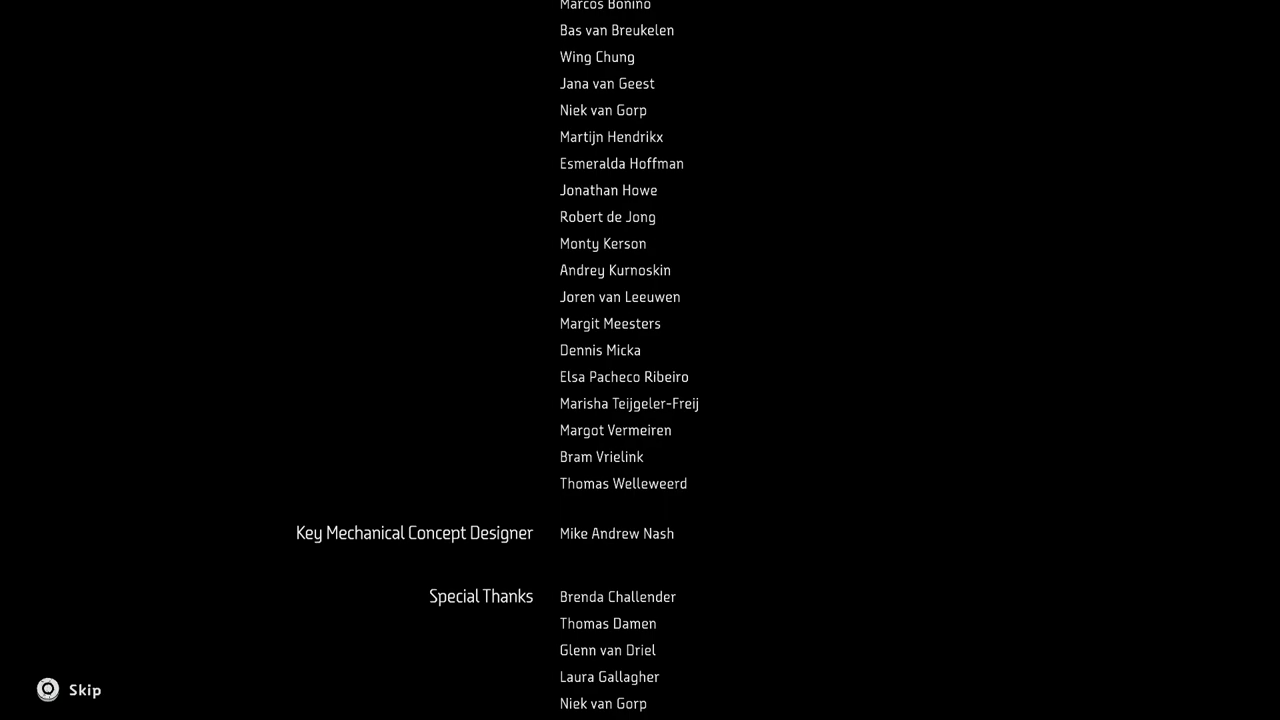 Marcos Bonino
Bas van Breukelen
Wing Chung
Jana van Geest
Niek van Gorp
Martijn Hendrikx
Esmeralda Hoffman
Jonathan Howe
Robert de Jong
Monty Kerson
Andrey Kurnoskin
Joren van Leeuwen
Margit Meesters
Dennis Micka
Elsa Pacheco Ribeiro
Marisha Teijgeler-Freij
Margot Vermeiren
Bram Vrielink
Thomas Welleweerd
Key Mechanical Concept Designer Mike Andrew Nash
Special Thanks Brenda Challender
Thomas Damen
Glenn van Driel
Laura Gallagher
Niek van Gorp
Skip